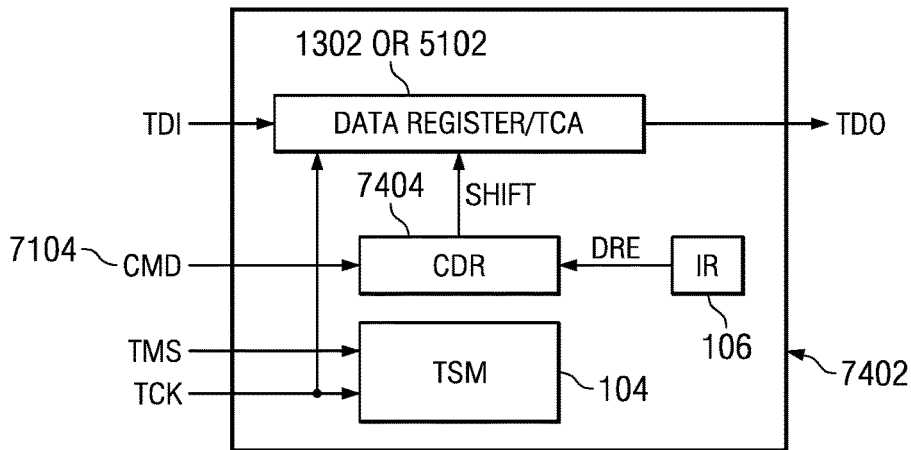 1302 OR 5102
TDI
DATA REGISTER/TCA
TDO
7404
SHIFT
7104
CMD
CDR
DRE
IR
106
TMS
TSM
TCK
104
7402